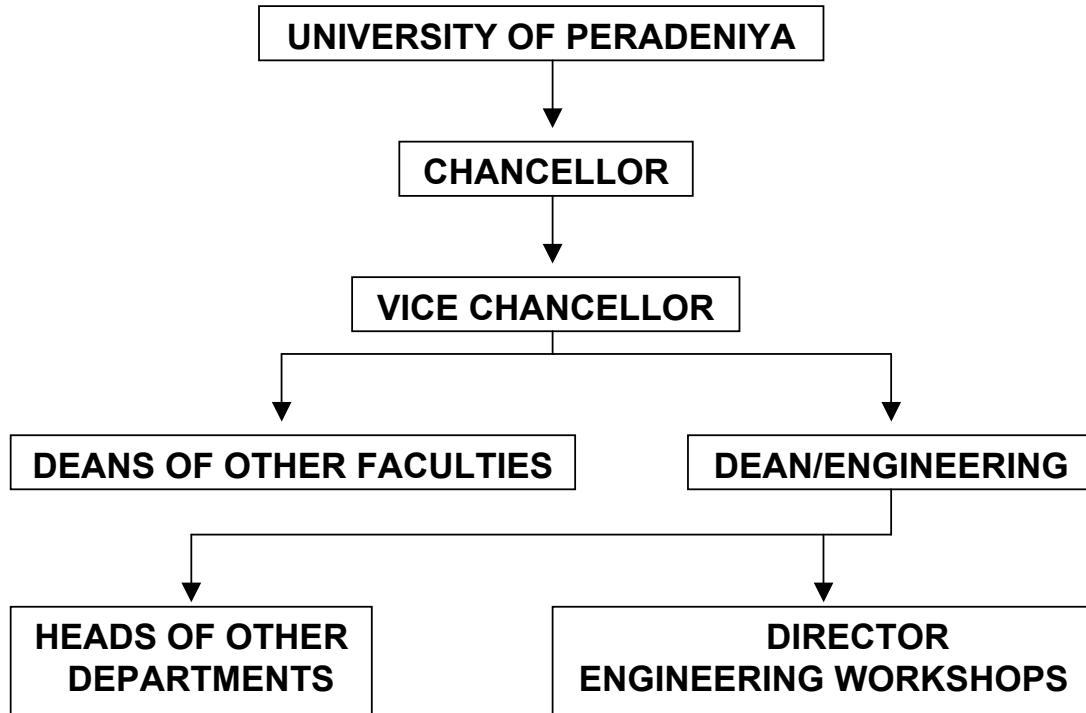 UNIVERSITY OF PERADENIYA
CHANCELLOR
VICE CHANCELLOR
DEANS OF OTHER FACULTIES
DEAN/ENGINEERING
HEADS OF OTHER
DEPARTMENTS
DIRECTOR
ENGINEERING WORKSHOPS